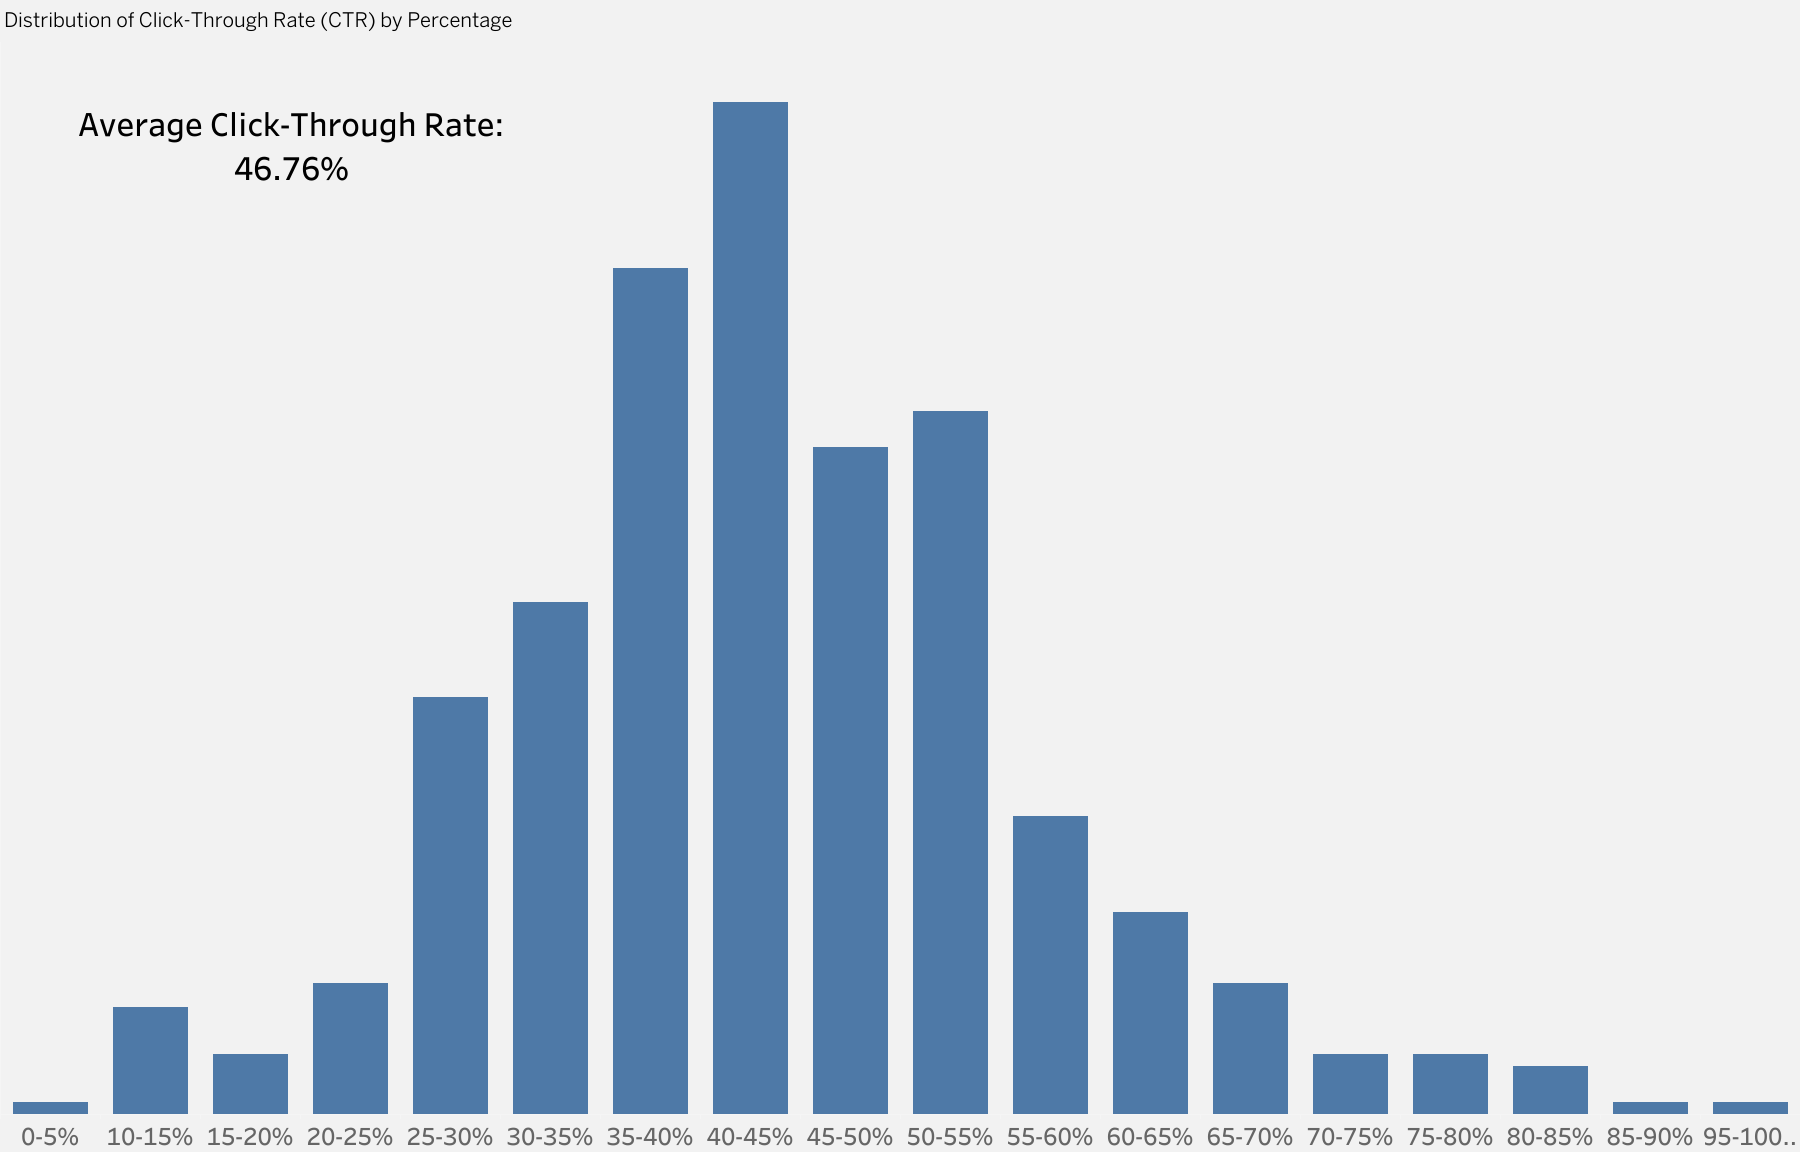 Distribution of Click-Through Rate (CTR) by Percentage
Average Click-Through Rate:
46.76%
0-5% 10-15% 15-20% 20-25% 25-30% 30-35% 35-40% 40-45% 45-50% 50-55% 55-60% 60-65% 65-70% 70-75% 75-80% 80-85% 85-90% 95-100..